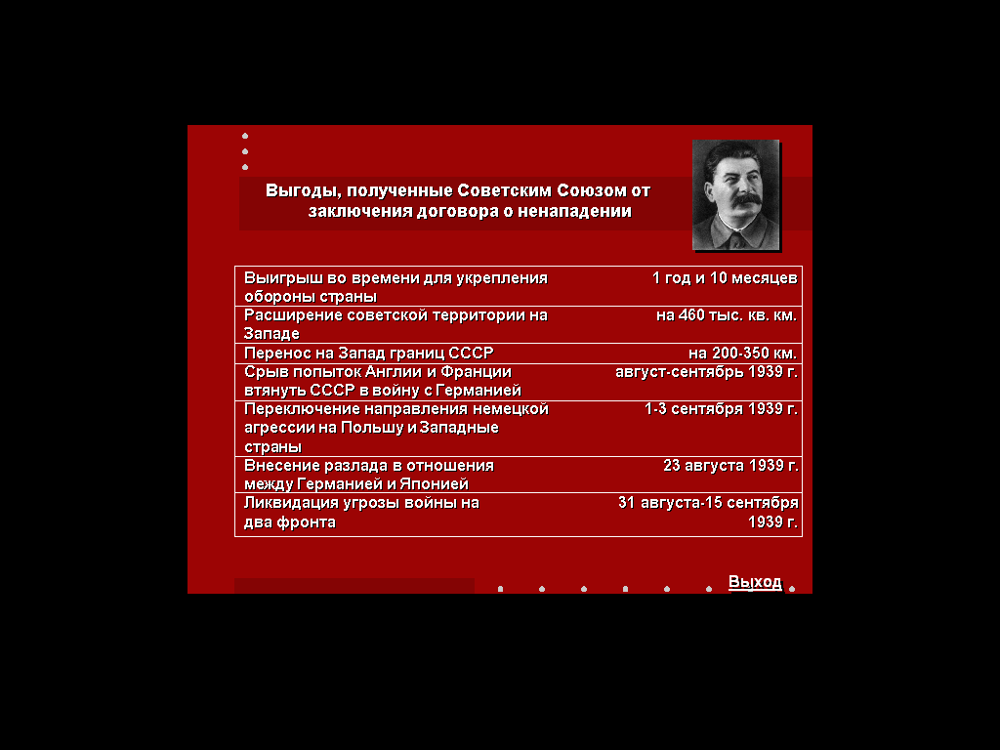 Выгоды, полученные Советским Союзом от
заключения договора о ненападении
Выигрыш во времени для укрепления 1 год и 10 месяцев
обороны страны
Расширение советской территории на на 460 тыс. кв. км.
Западе
Перенос на Запад границ СССР на 200-350 км.
Срыв попыток Англии и Франции август-сентябрь 1939 г.
втянуть СССР в войну с Германией
Переключение направления немецкой 1-3 сентября 1939 г.
агрессии на Польшу и Западные
страны
Внесение разлада в отношения 23 августа 1939 г.
между Германией и Японией
Ликвидация угрозы войны на 31 августа-15 сентября
два фронта 1939 г.
Выход